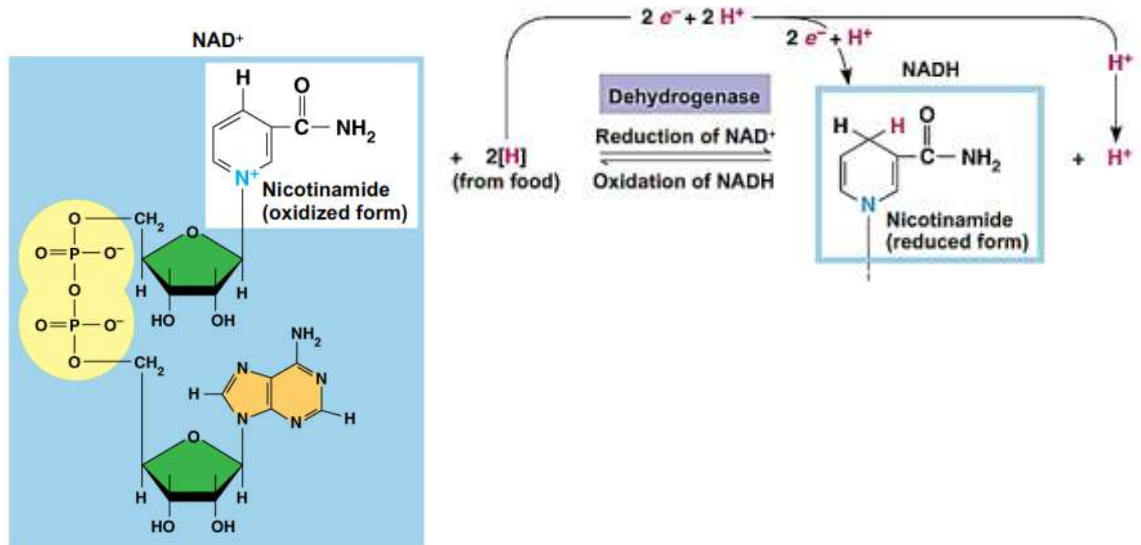 NAD+
H
O
C
NH2
N+
Nicotinamide
(oxidized form)
O
CH2
O
O=P—O−
O
H
H
O
HO
OH
O=P—O−
NH2
O
CH2
N
N
H
N
N
H
O
H
H
HO
OH
2 e− + 2 H+
2 e− + H+
H+
NADH
Dehydrogenase
Reduction of NAD+
+ 2[H]
(from food)
Oxidation of NADH
H
H
O
C
NH2
N
Nicotinamide
(reduced form)
+ H+